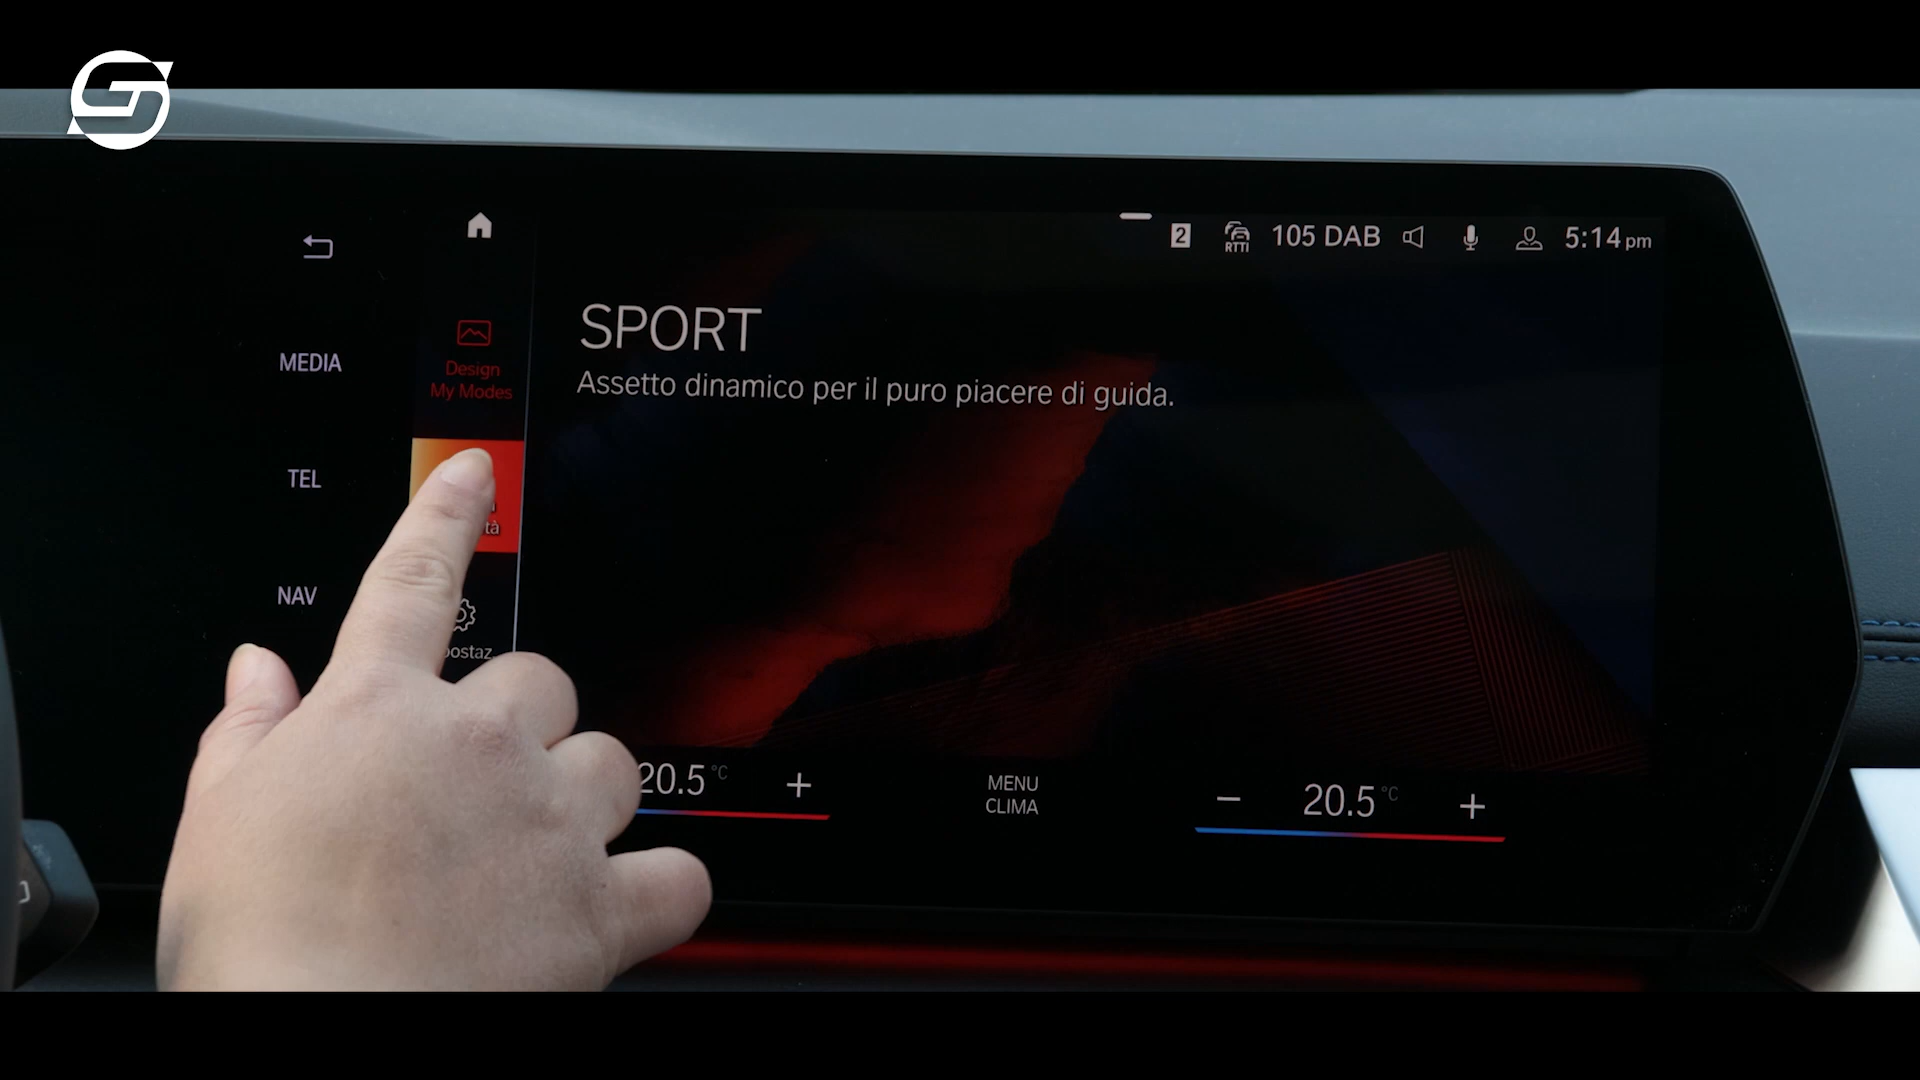 2 RTTI 105 DAB 5:14 pm
MEDIA
TEL
NAV
Design
My Modes
SPORT
Assetto dinamico per il puro piacere di guida.
20.5 °C +
MENU
CLIMA
− 20.5 °C +